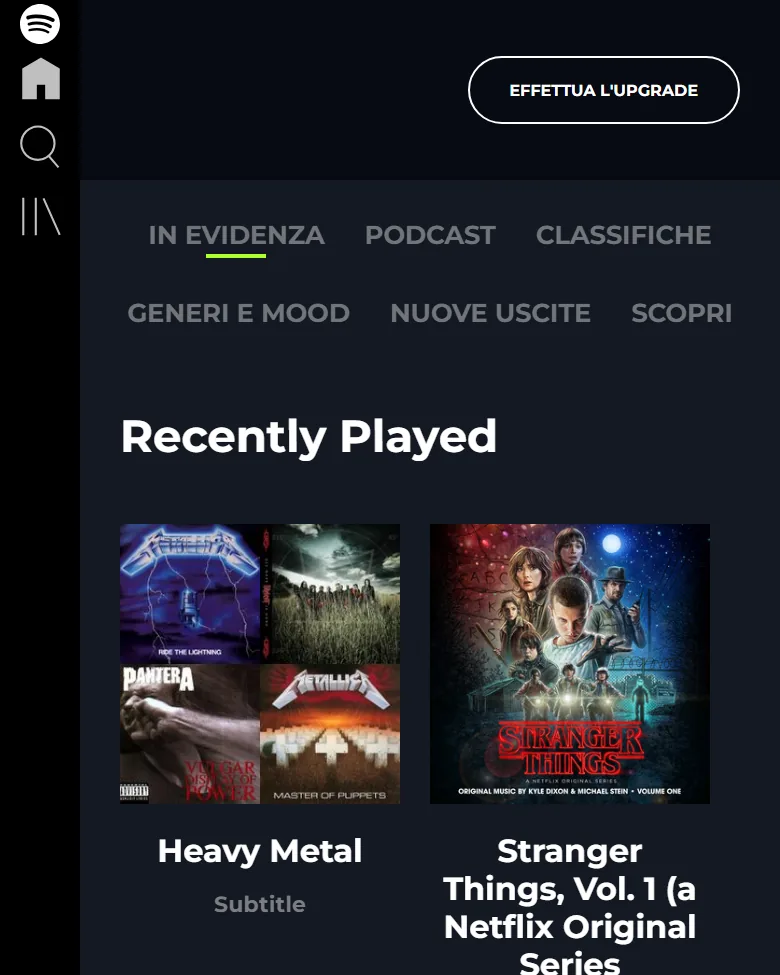 EFFETTUA L'UPGRADE
IN EVIDENZA PODCAST CLASSIFICHE
GENERI E MOOD NUOVE USCITE SCOPRI
Recently Played
METALLICA
RIDE THE LIGHTNING
PANTERA
VULGAR
DISPLAY OF
POWER
METALLICA
MASTER OF PUPPETS
STRANGER
THINGS
A NETFLIX ORIGINAL SERIES
ORIGINAL MUSIC BY KYLE DIXON & MICHAEL STEIN • VOLUME ONE
Heavy Metal
Subtitle
Stranger
Things, Vol. 1 (a
Netflix Original
Series